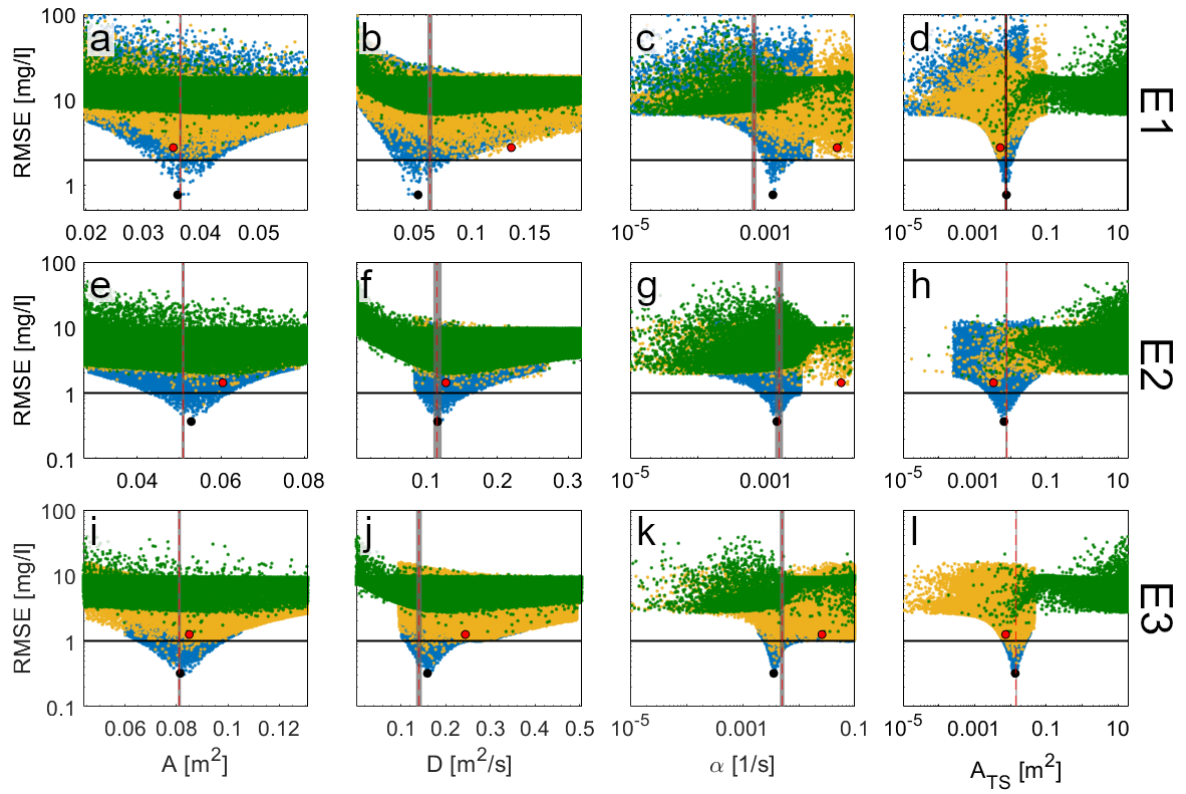 a b c d
RMSE [mg/l] 100 10 1 E1
0.02 0.03 0.04 0.05 0.05 0.10 0.15 10^-5 0.001 10^-5 0.001 0.1 10
e f g h
RMSE [mg/l] 100 10 1 0.1 E2
0.04 0.06 0.08 0.1 0.2 0.3 10^-5 0.001 10^-5 0.001 0.1 10
i j k l
RMSE [mg/l] 100 10 1 0.1 E3
0.06 0.08 0.1 0.12 0.1 0.2 0.3 0.4 0.5 10^-5 0.001 0.1 10^-5 0.001 0.1 10
A [m^2] D [m^2/s] α [1/s] A_TS [m^2]